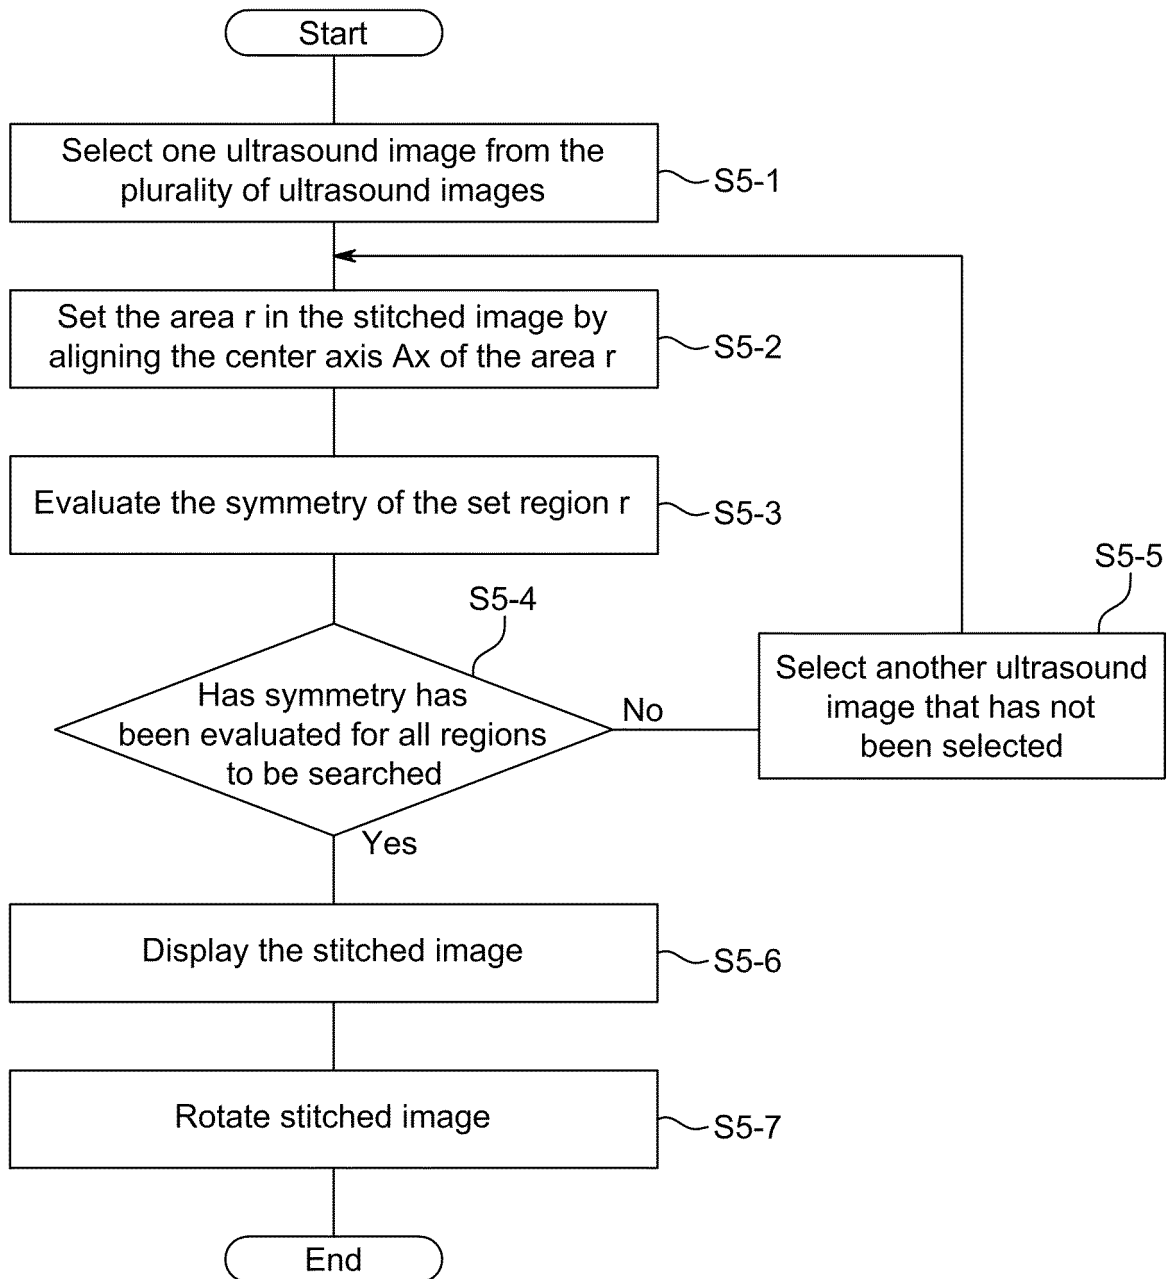 Start
Select one ultrasound image from the
plurality of ultrasound images
S5-1
Set the area r in the stitched image by
aligning the center axis Ax of the area r
S5-2
Evaluate the symmetry of the set region r
S5-3
S5-4
Has symmetry has
been evaluated for all regions
to be searched
No
S5-5
Select another ultrasound
image that has not
been selected
Yes
Display the stitched image
S5-6
Rotate stitched image
S5-7
End